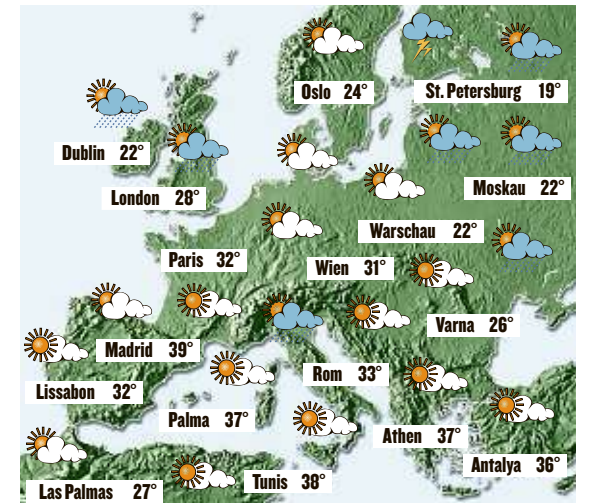 Oslo 24°
St. Petersburg 19°
Dublin 22°
London 28°
Moskau 22°
Warschau 22°
Paris 32°
Wien 31°
Varna 26°
Madrid 39°
Rom 33°
Lissabon 32°
Palma 37°
Athen 37°
Antalya 36°
Tunis 38°
Las Palmas 27°